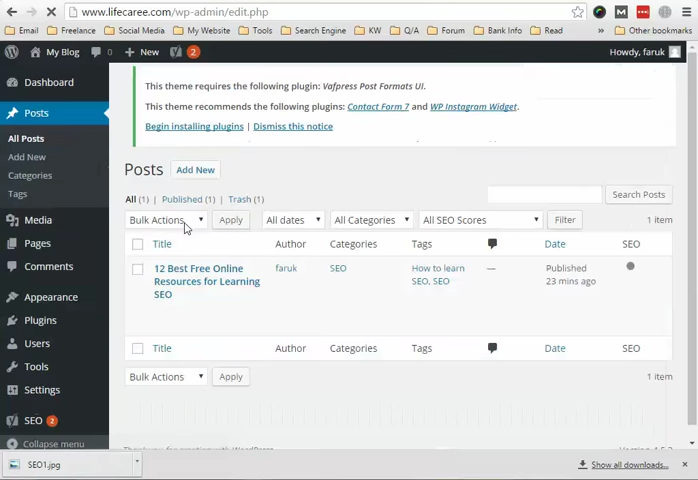 www.lifecaree.com/wp-admin/edit.php
Email Freelance Social Media My Website Tools Search Engine KW Q/A Forum Bank Info Read » Other bookmarks
My Blog 0 + New 2 Howdy, faruk
Dashboard
Posts
All Posts
Add New
Categories
Tags
Media
Pages
Comments
Appearance
Plugins
Users
Tools
Settings
SEO 2
Collapse menu
This theme requires the following plugin: Vafpress Post Formats UI.
This theme recommends the following plugins: Contact Form 7 and WP Instagram Widget.
Begin installing plugins | Dismiss this notice
Posts Add New
All (1) | Published (1) | Trash (1)
Search Posts
Bulk Actions Apply All dates All Categories All SEO Scores Filter 1 item
Title Author Categories Tags Date SEO
12 Best Free Online
Resources for Learning
SEO
faruk
SEO
How to learn
SEO, SEO
—
Published
23 mins ago
Title Author Categories Tags Date SEO
Bulk Actions Apply 1 item
SEO1.jpg Show all downloads...